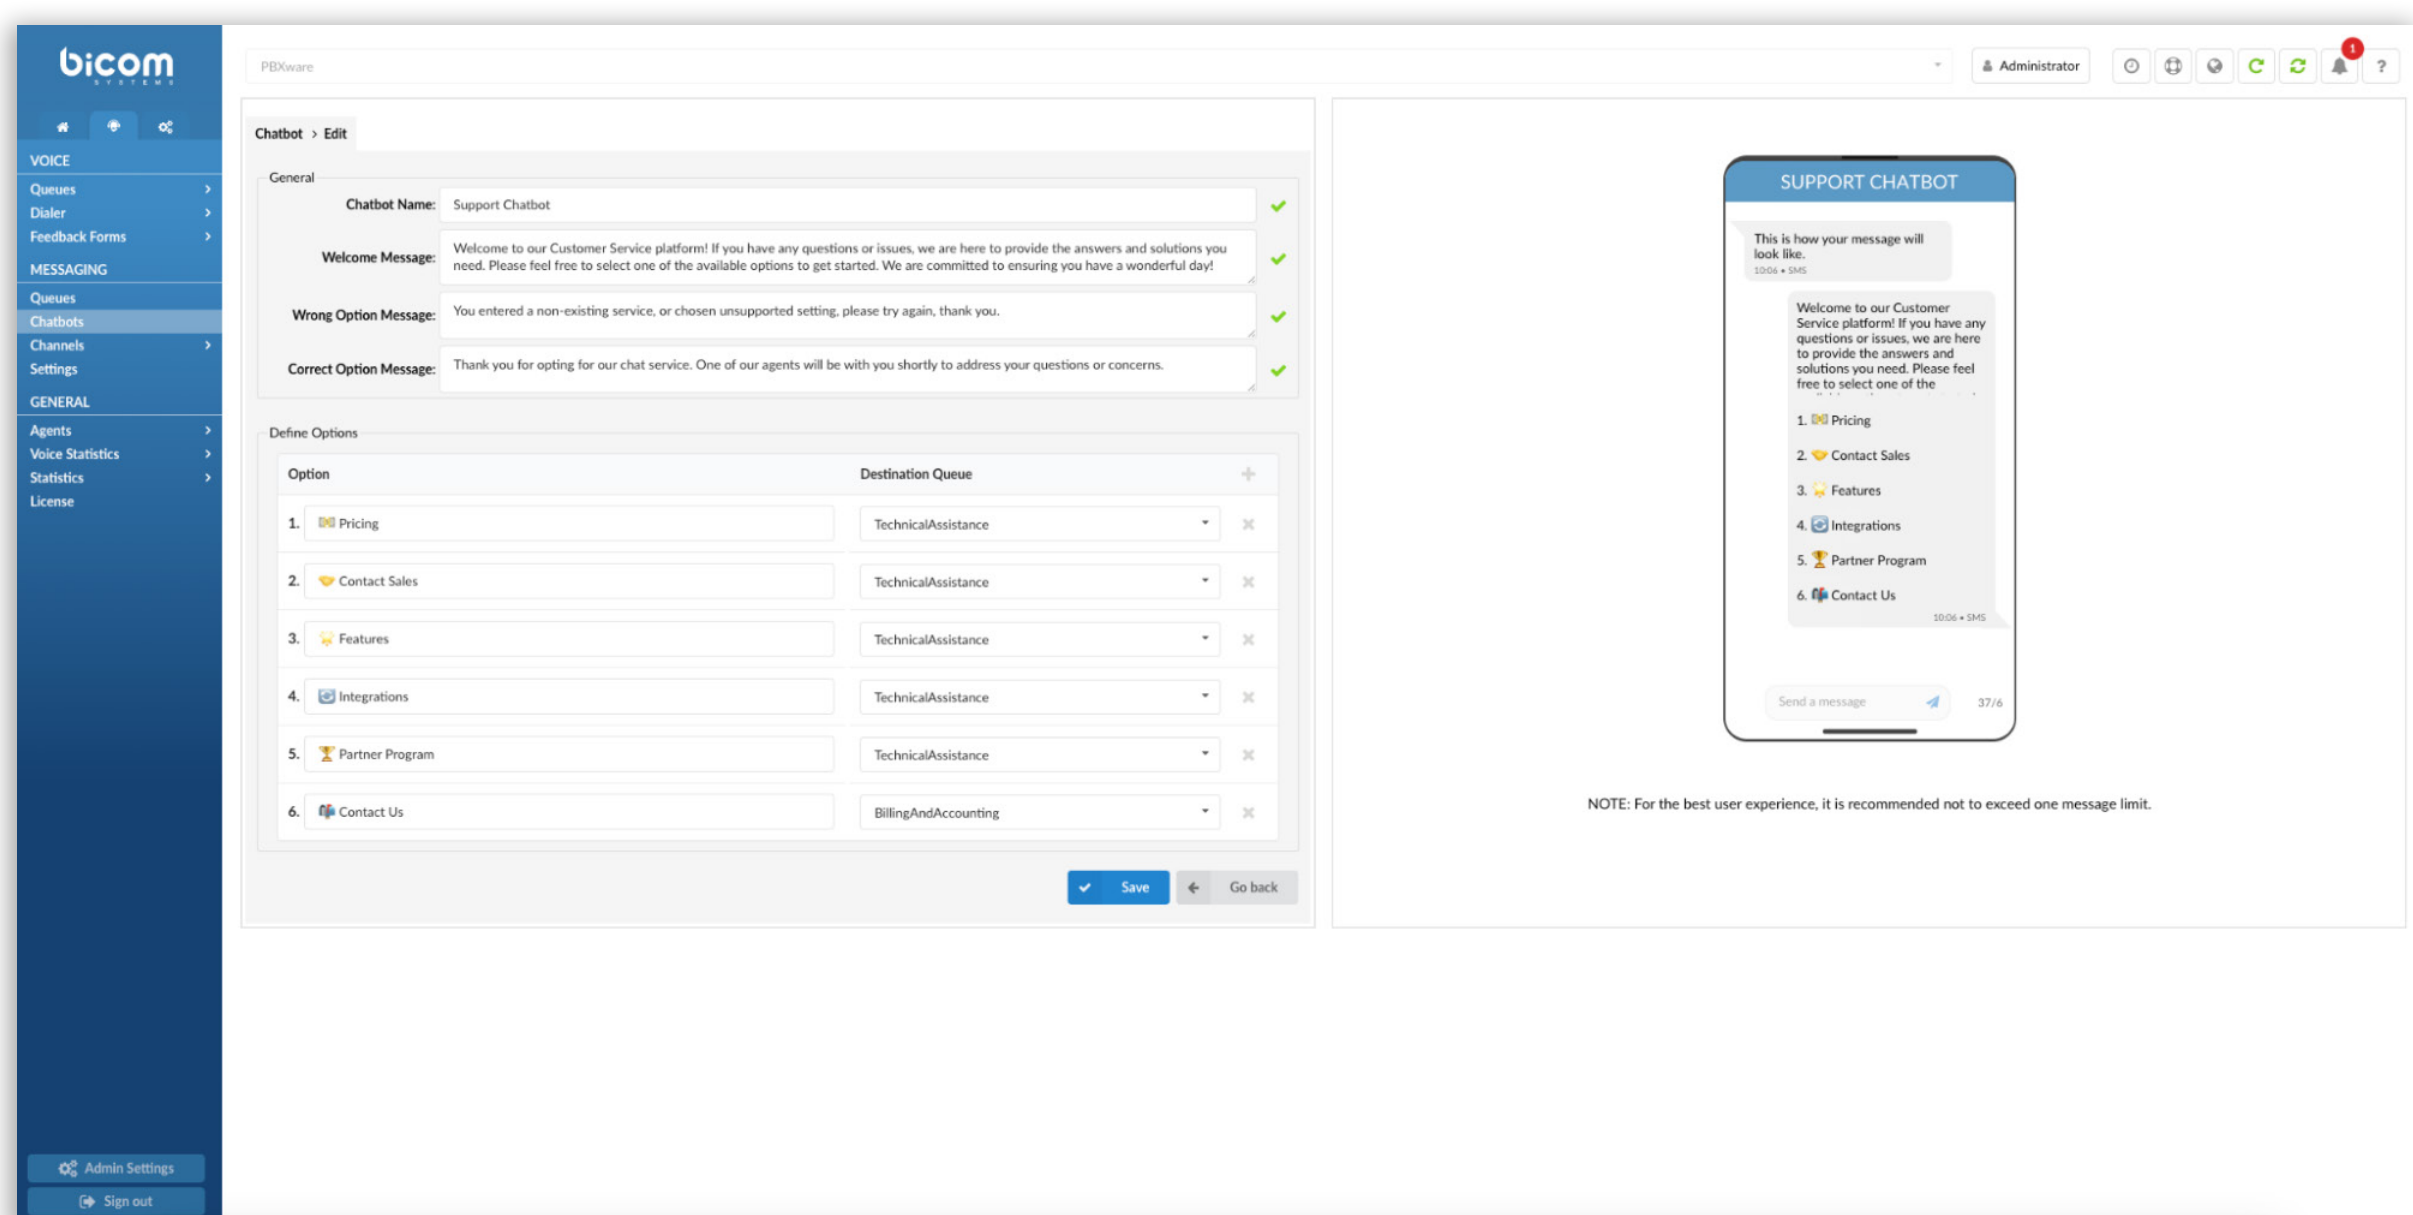 bicom
SYSTEMS
PBXware
Administrator
1
?
VOICE
Queues
Dialer
Feedback Forms
MESSAGING
Queues
Chatbots
Channels
Settings
GENERAL
Agents
Voice Statistics
Statistics
License
Admin Settings
Sign out
Chatbot > Edit
General
Chatbot Name: Support Chatbot
Welcome Message: Welcome to our Customer Service platform! If you have any questions or issues, we are here to provide the answers and solutions you
need. Please feel free to select one of the available options to get started. We are committed to ensuring you have a wonderful day!
Wrong Option Message: You entered a non-existing service, or chosen unsupported setting, please try again, thank you.
Correct Option Message: Thank you for opting for our chat service. One of our agents will be with you shortly to address your questions or concerns.
Define Options
Option Destination Queue
1. Pricing TechnicalAssistance
2. Contact Sales TechnicalAssistance
3. Features TechnicalAssistance
4. Integrations TechnicalAssistance
5. Partner Program TechnicalAssistance
6. Contact Us BillingAndAccounting
Save Go back
SUPPORT CHATBOT
This is how your message will
look like.
10:06 • SMS
Welcome to our Customer
Service platform! If you have any
questions or issues, we are here
to provide the answers and
solutions you need. Please feel
free to select one of the
1. Pricing
2. Contact Sales
3. Features
4. Integrations
5. Partner Program
6. Contact Us
10:06 • SMS
Send a message 37/6
NOTE: For the best user experience, it is recommended not to exceed one message limit.